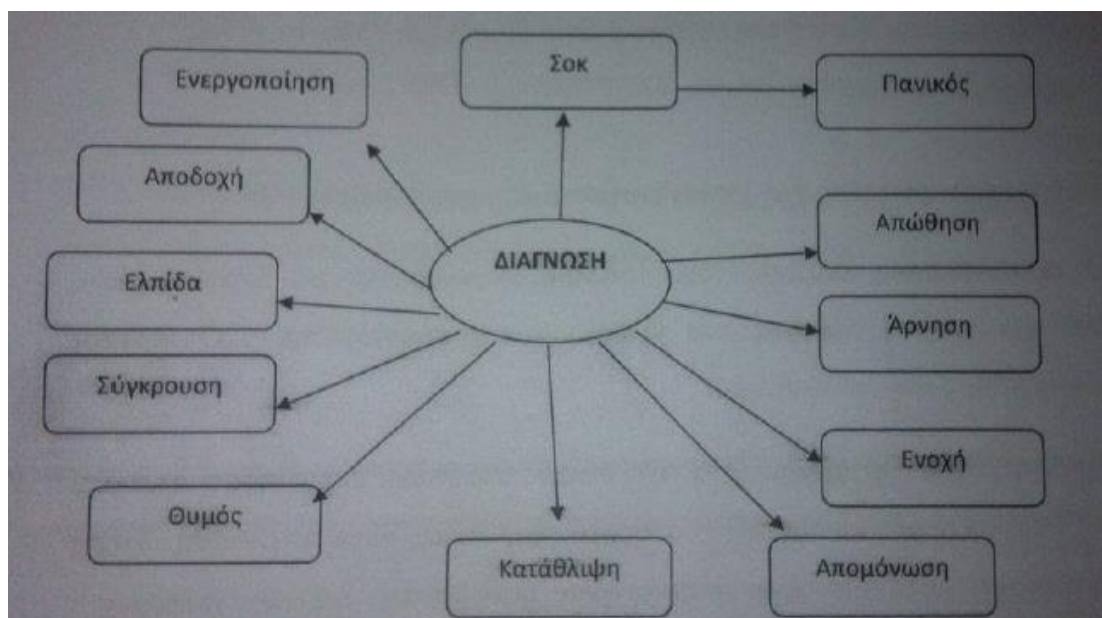 Σοκ
Πανικός
Ενεργοποίηση
Αποδοχή
Απώθηση
ΔΙΑΓΝΩΣΗ
Ελπίδα
Άρνηση
Σύγκρουση
Ενοχή
Θυμός
Κατάθλιψη
Απομόνωση